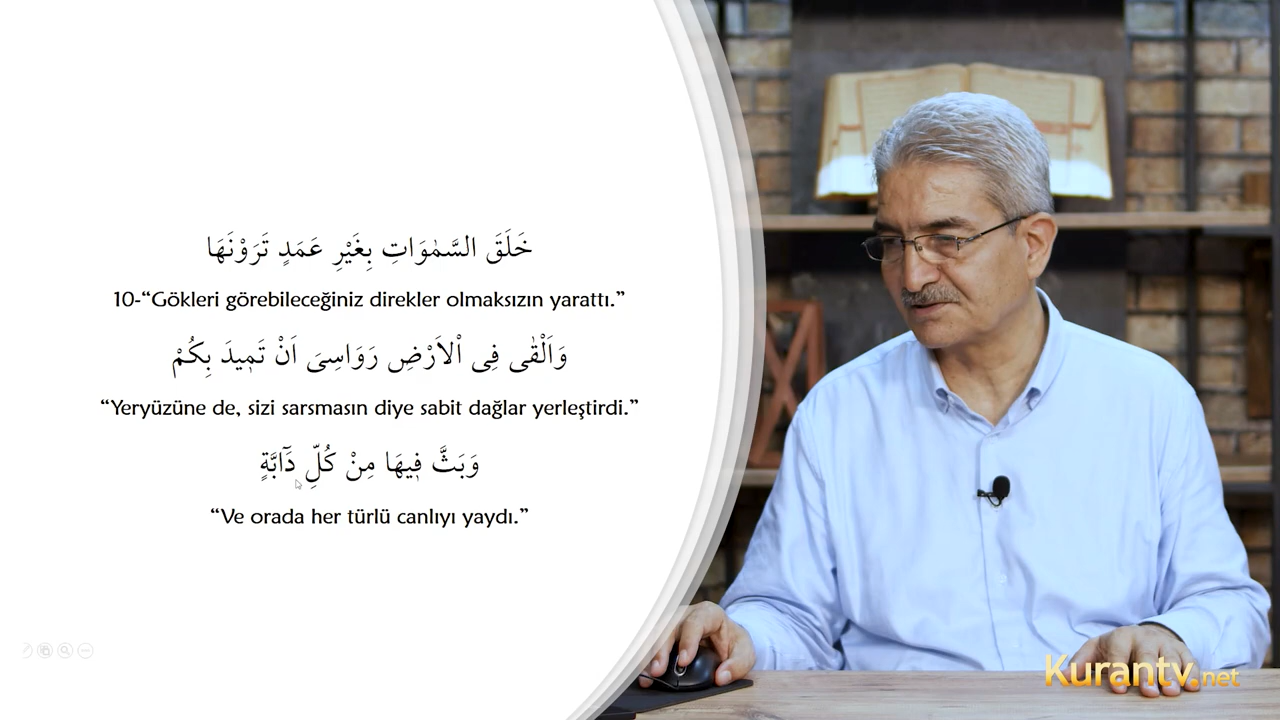 خَلَقَ السَّمٰوَاتِ بِغَيْرِ عَمَدٍ تَرَوْنَهَا
10-“Gökleri görebileceğiniz direkler olmaksızın yarattı.”
وَاَلْقٰى فِى اْلاَرْضِ رَوَاسِىَ اَنْ تَمٖيدَ بِكُمْ
“Yeryüzüne de, sizi sarsmasın diye sabit dağlar yerleştirdi.”
وَبَثَّ فٖيهَا مِنْ كُلِّ دَٓابَّةٍ
“Ve orada her türlü canlıyı yaydı.”
Kurantv.net